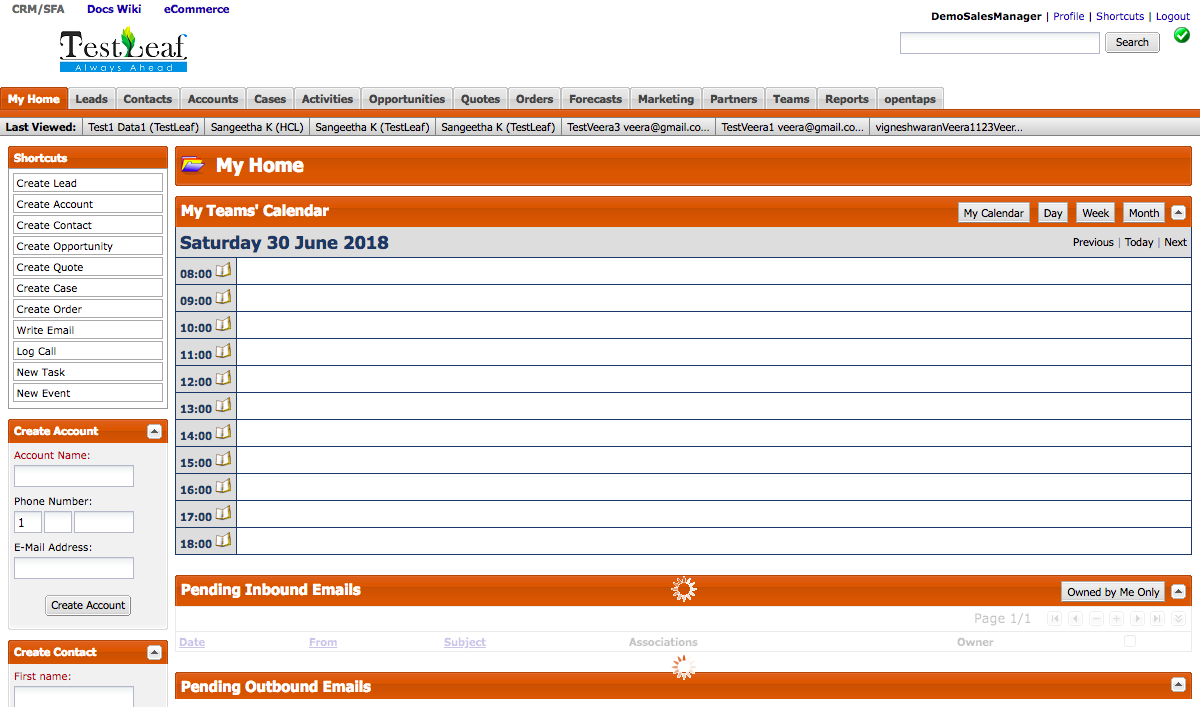 CRM/SFA Docs Wiki eCommerce
DemoSalesManager | Profile | Shortcuts | Logout
TestLeaf
Always Ahead
Search
My Home Leads Contacts Accounts Cases Activities Opportunities Quotes Orders Forecasts Marketing Partners Teams Reports opentaps
Last Viewed: Test1 Data1 (TestLeaf) Sangeetha K (HCL) Sangeetha K (TestLeaf) Sangeetha K (TestLeaf) TestVeera3 veera@gmail.co... TestVeera1 veera@gmail.co... vigneshwaranVeera1123Veer...
Shortcuts
Create Lead
Create Account
Create Contact
Create Opportunity
Create Quote
Create Case
Create Order
Write Email
Log Call
New Task
New Event
Create Account
Account Name:
Phone Number:
1
E-Mail Address:
Create Account
Create Contact
First name:
My Home
My Teams' Calendar My Calendar Day Week Month
Saturday 30 June 2018 Previous | Today | Next
08:00
09:00
10:00
11:00
12:00
13:00
14:00
15:00
16:00
17:00
18:00
Pending Inbound Emails Owned by Me Only
Page 1/1
Date From Subject Associations Owner
Pending Outbound Emails